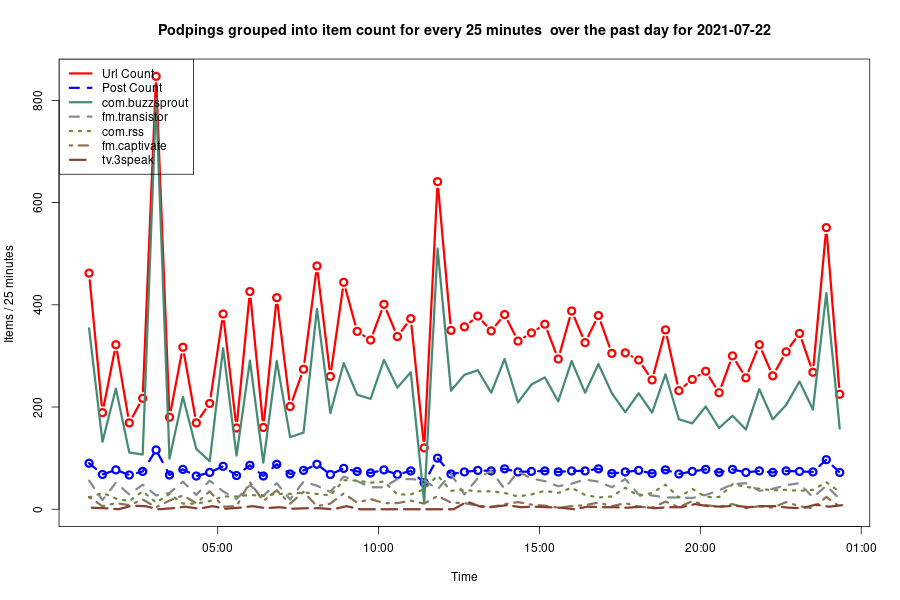 Podpings grouped into item count for every 25 minutes  over the past day for 2021-07-22
Url Count
Post Count
com.buzzsprout
fm.transistor
com.rss
fm.captivate
tv.3speak
Items / 25 minutes
800
600
400
200
0
05:00
10:00
15:00
20:00
01:00
Time